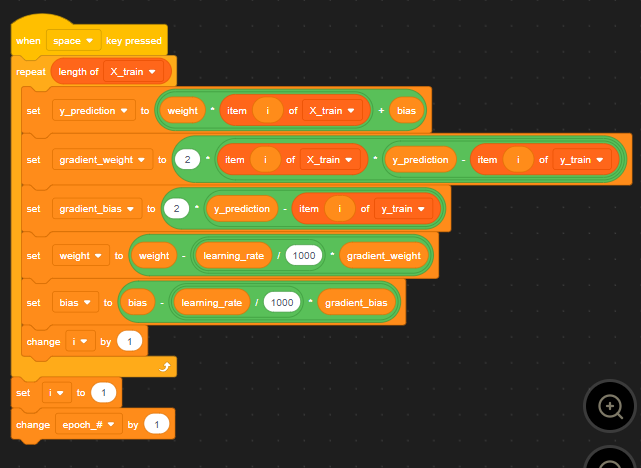 when space key pressed
repeat length of X_train
set y_prediction to weight * item i of X_train + bias
set gradient_weight to 2 * item i of X_train * y_prediction - item i of y_train
set gradient_bias to 2 * y_prediction - item i of y_train
set weight to weight - learning_rate / 1000 * gradient_weight
set bias to bias - learning_rate / 1000 * gradient_bias
change i by 1
set i to 1
change epoch_# by 1